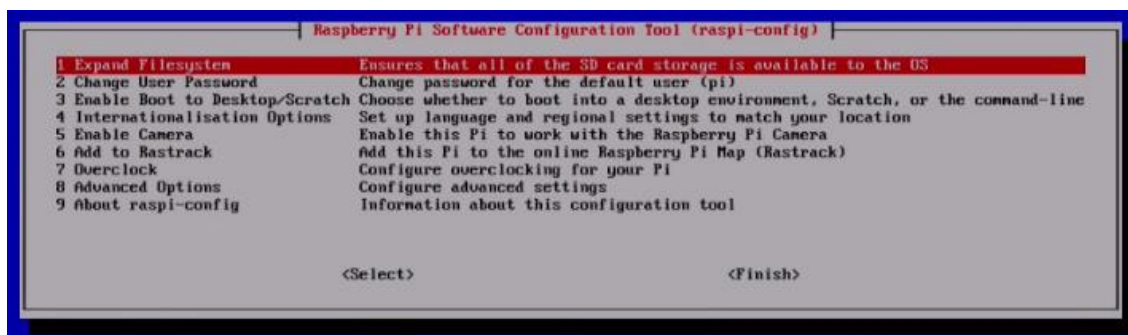 Raspberry Pi Software Configuration Tool (raspi-config)
1 Expand Filesystem Ensures that all of the SD card storage is available to the OS
2 Change User Password Change password for the default user (pi)
3 Enable Boot to Desktop/Scratch Choose whether to boot into a desktop environment, Scratch, or the command-line
4 Internationalisation Options Set up language and regional settings to match your location
5 Enable Camera Enable this Pi to work with the Raspberry Pi Camera
6 Add to Rastrack Add this Pi to the online Raspberry Pi Map (Rastrack)
7 Overclock Configure overclocking for your Pi
8 Advanced Options Configure advanced settings
9 About raspi-config Information about this configuration tool
<Select> <Finish>